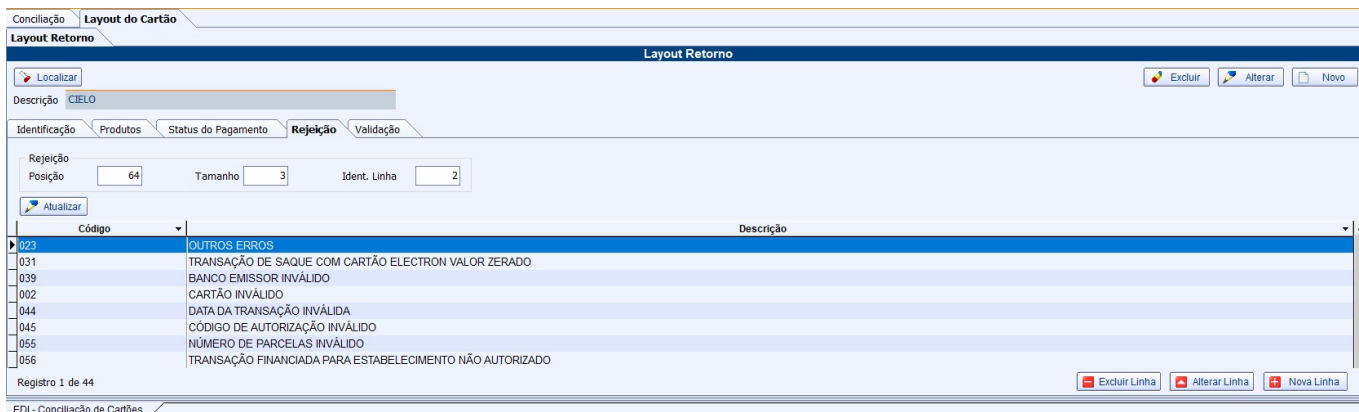 Conciliação Layout do Cartão
Layout Retorno
Layout Retorno
Localizar Excluir Alterar Novo
Descrição CIELO
Identificação Produtos Status do Pagamento Rejeição Validação
Rejeição
Posição 64 Tamanho 3 Ident. Linha 2
Atualizar
Código Descrição
023 OUTROS ERROS
031 TRANSAÇÃO DE SAQUE COM CARTÃO ELECTRON VALOR ZERADO
039 BANCO EMISSOR INVÁLIDO
002 CARTÃO INVÁLIDO
044 DATA DA TRANSAÇÃO INVÁLIDA
045 CÓDIGO DE AUTORIZAÇÃO INVÁLIDO
055 NÚMERO DE PARCELAS INVÁLIDO
056 TRANSAÇÃO FINANCIADA PARA ESTABELECIMENTO NÃO AUTORIZADO
Registro 1 de 44 Excluir Linha Alterar Linha Nova Linha
EDI - Conciliação de Cartões